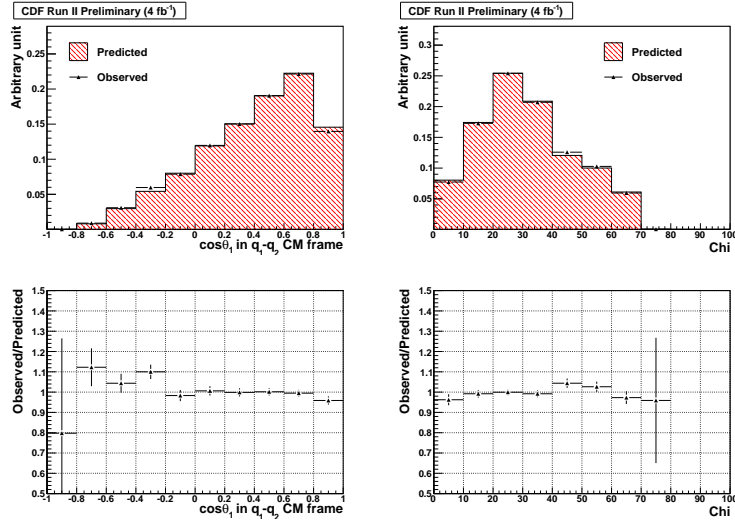 CDF Run II Preliminary (4 fb-1)
Arbitrary unit
0.25
0.2
0.15
0.1
0.05
Predicted
Observed
-1 -0.8 -0.6 -0.4 -0.2 0 0.2 0.4 0.6 0.8 1
cosθ1 in q1-q2 CM frame
CDF Run II Preliminary (4 fb-1)
Arbitrary unit
0.3
0.25
0.2
0.15
0.1
0.05
Predicted
Observed
0 10 20 30 40 50 60 70 80 90 100
Chi
Observed/Predicted
1.5
1.4
1.3
1.2
1.1
1
0.9
0.8
0.7
0.6
0.5
-1 -0.8 -0.6 -0.4 -0.2 0 0.2 0.4 0.6 0.8 1
cosθ1 in q1-q2 CM frame
Observed/Predicted
1.5
1.4
1.3
1.2
1.1
1
0.9
0.8
0.7
0.6
0.5
0 10 20 30 40 50 60 70 80 90 100
Chi